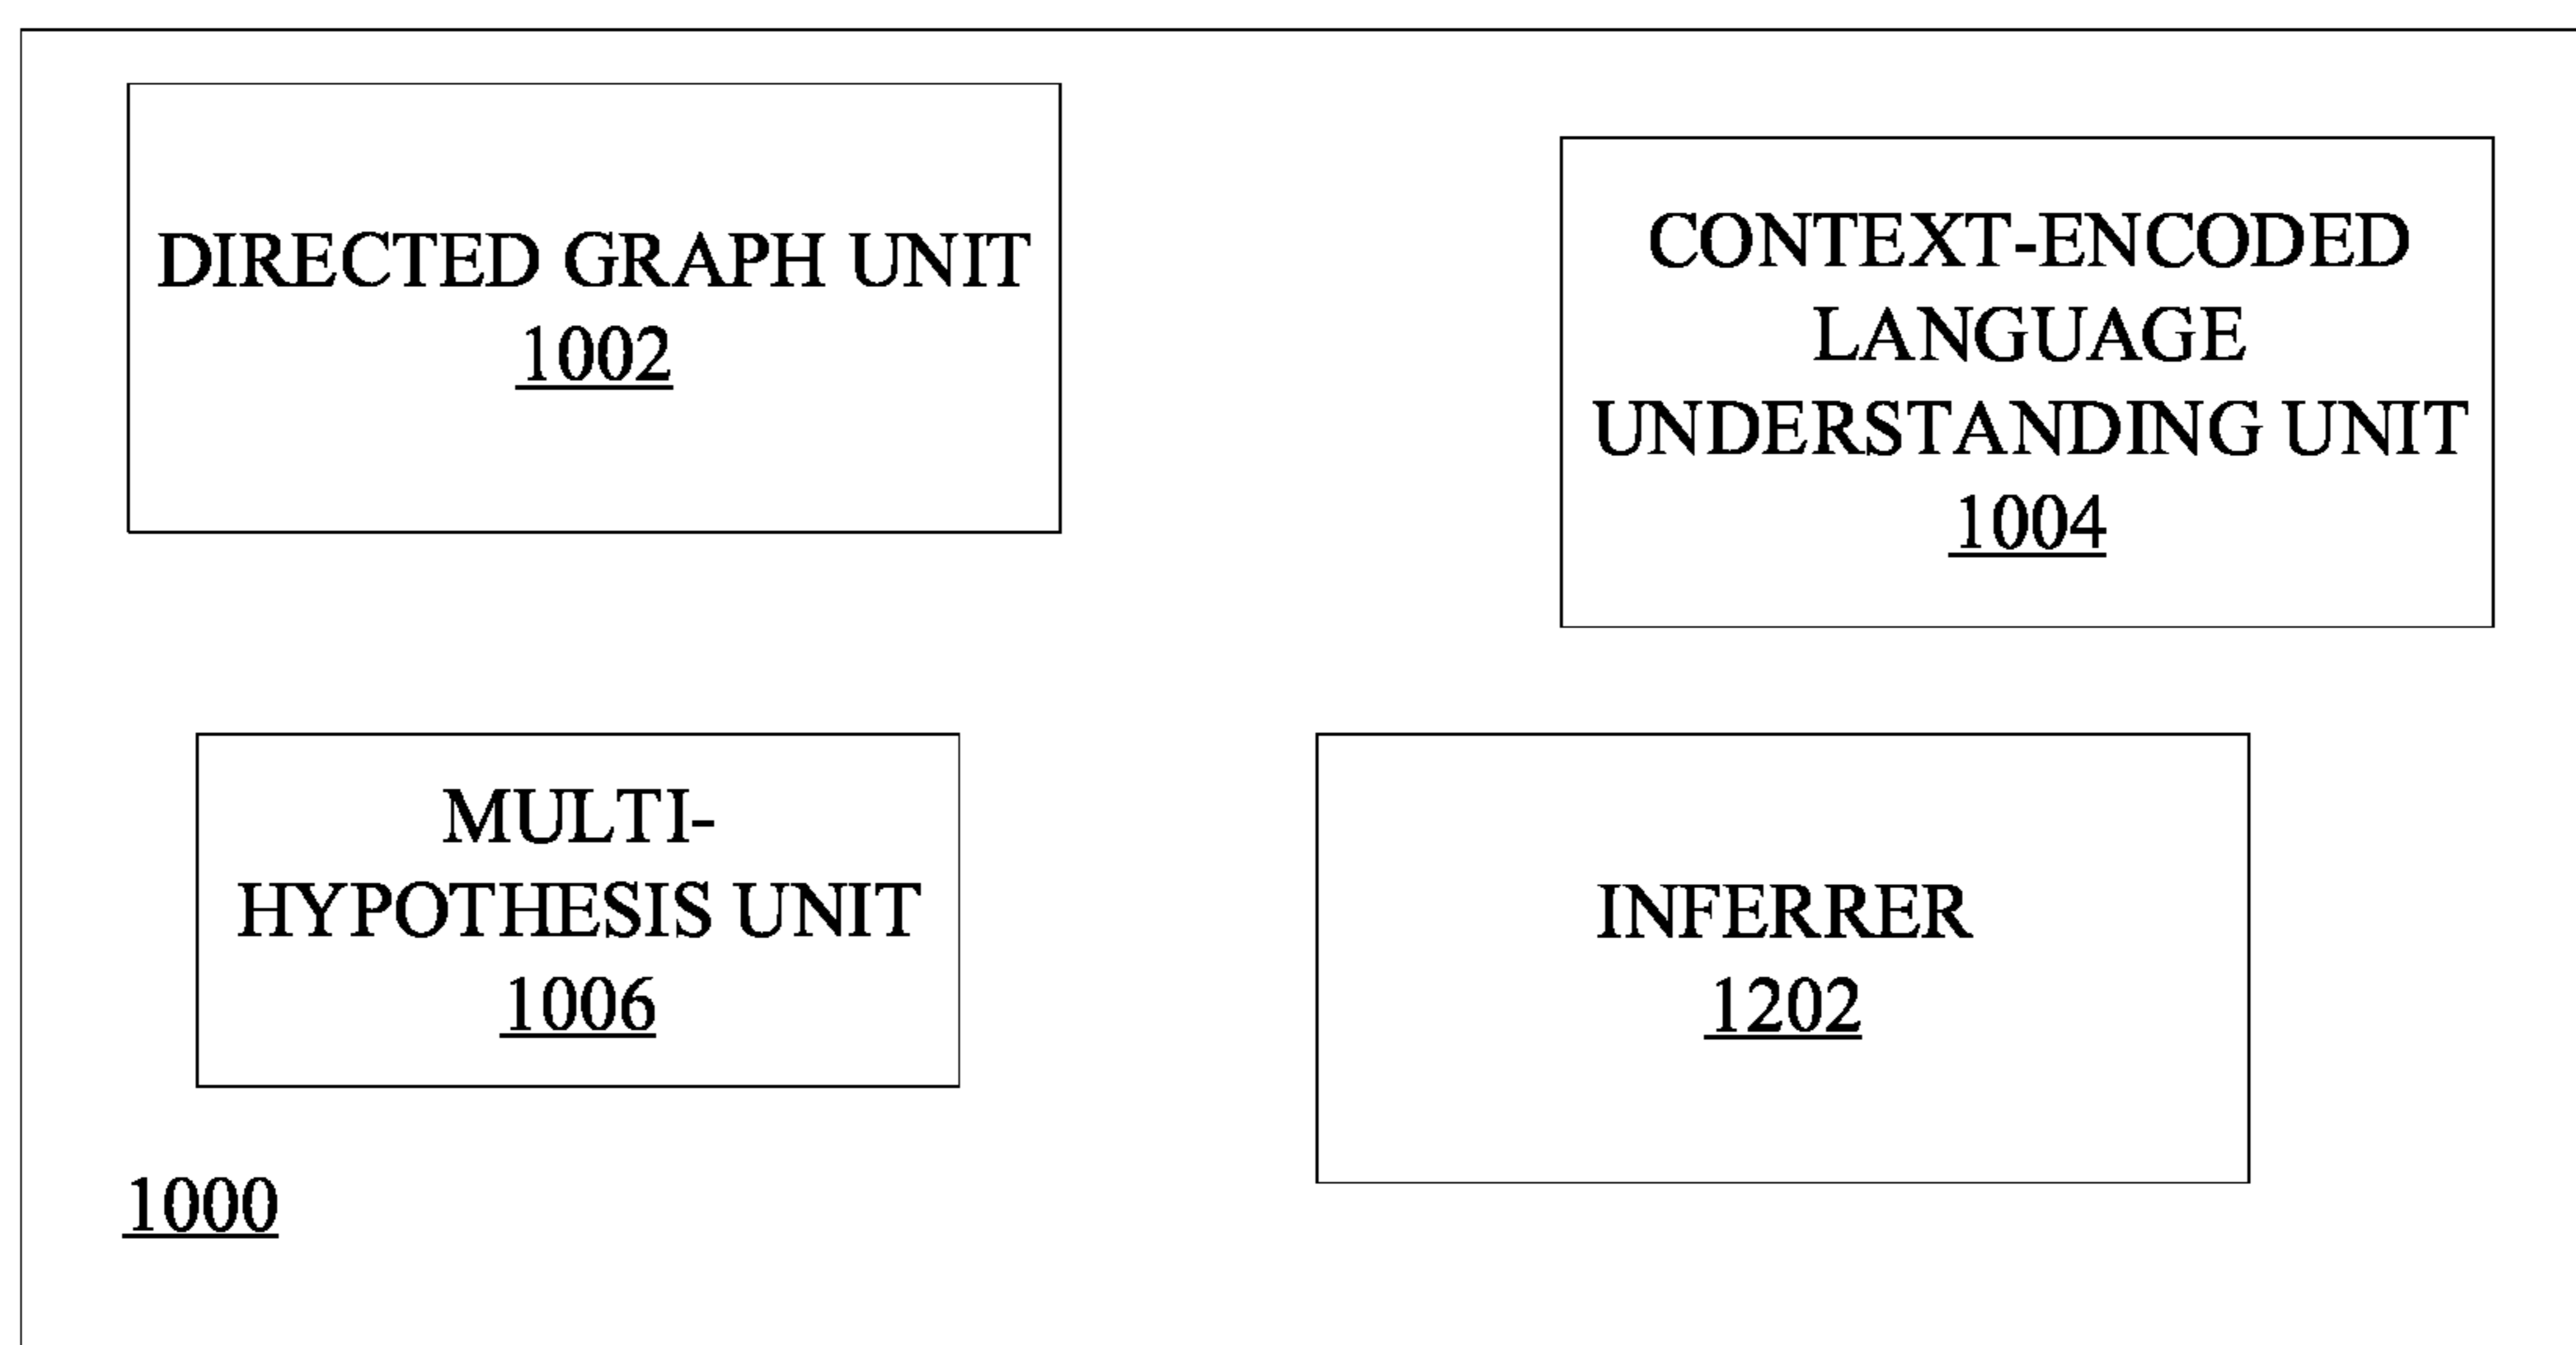 DIRECTED GRAPH UNIT
1002
CONTEXT-ENCODED
LANGUAGE
UNDERSTANDING UNIT
1004
MULTI-
HYPOTHESIS UNIT
1006
INFERRER
1202
1000